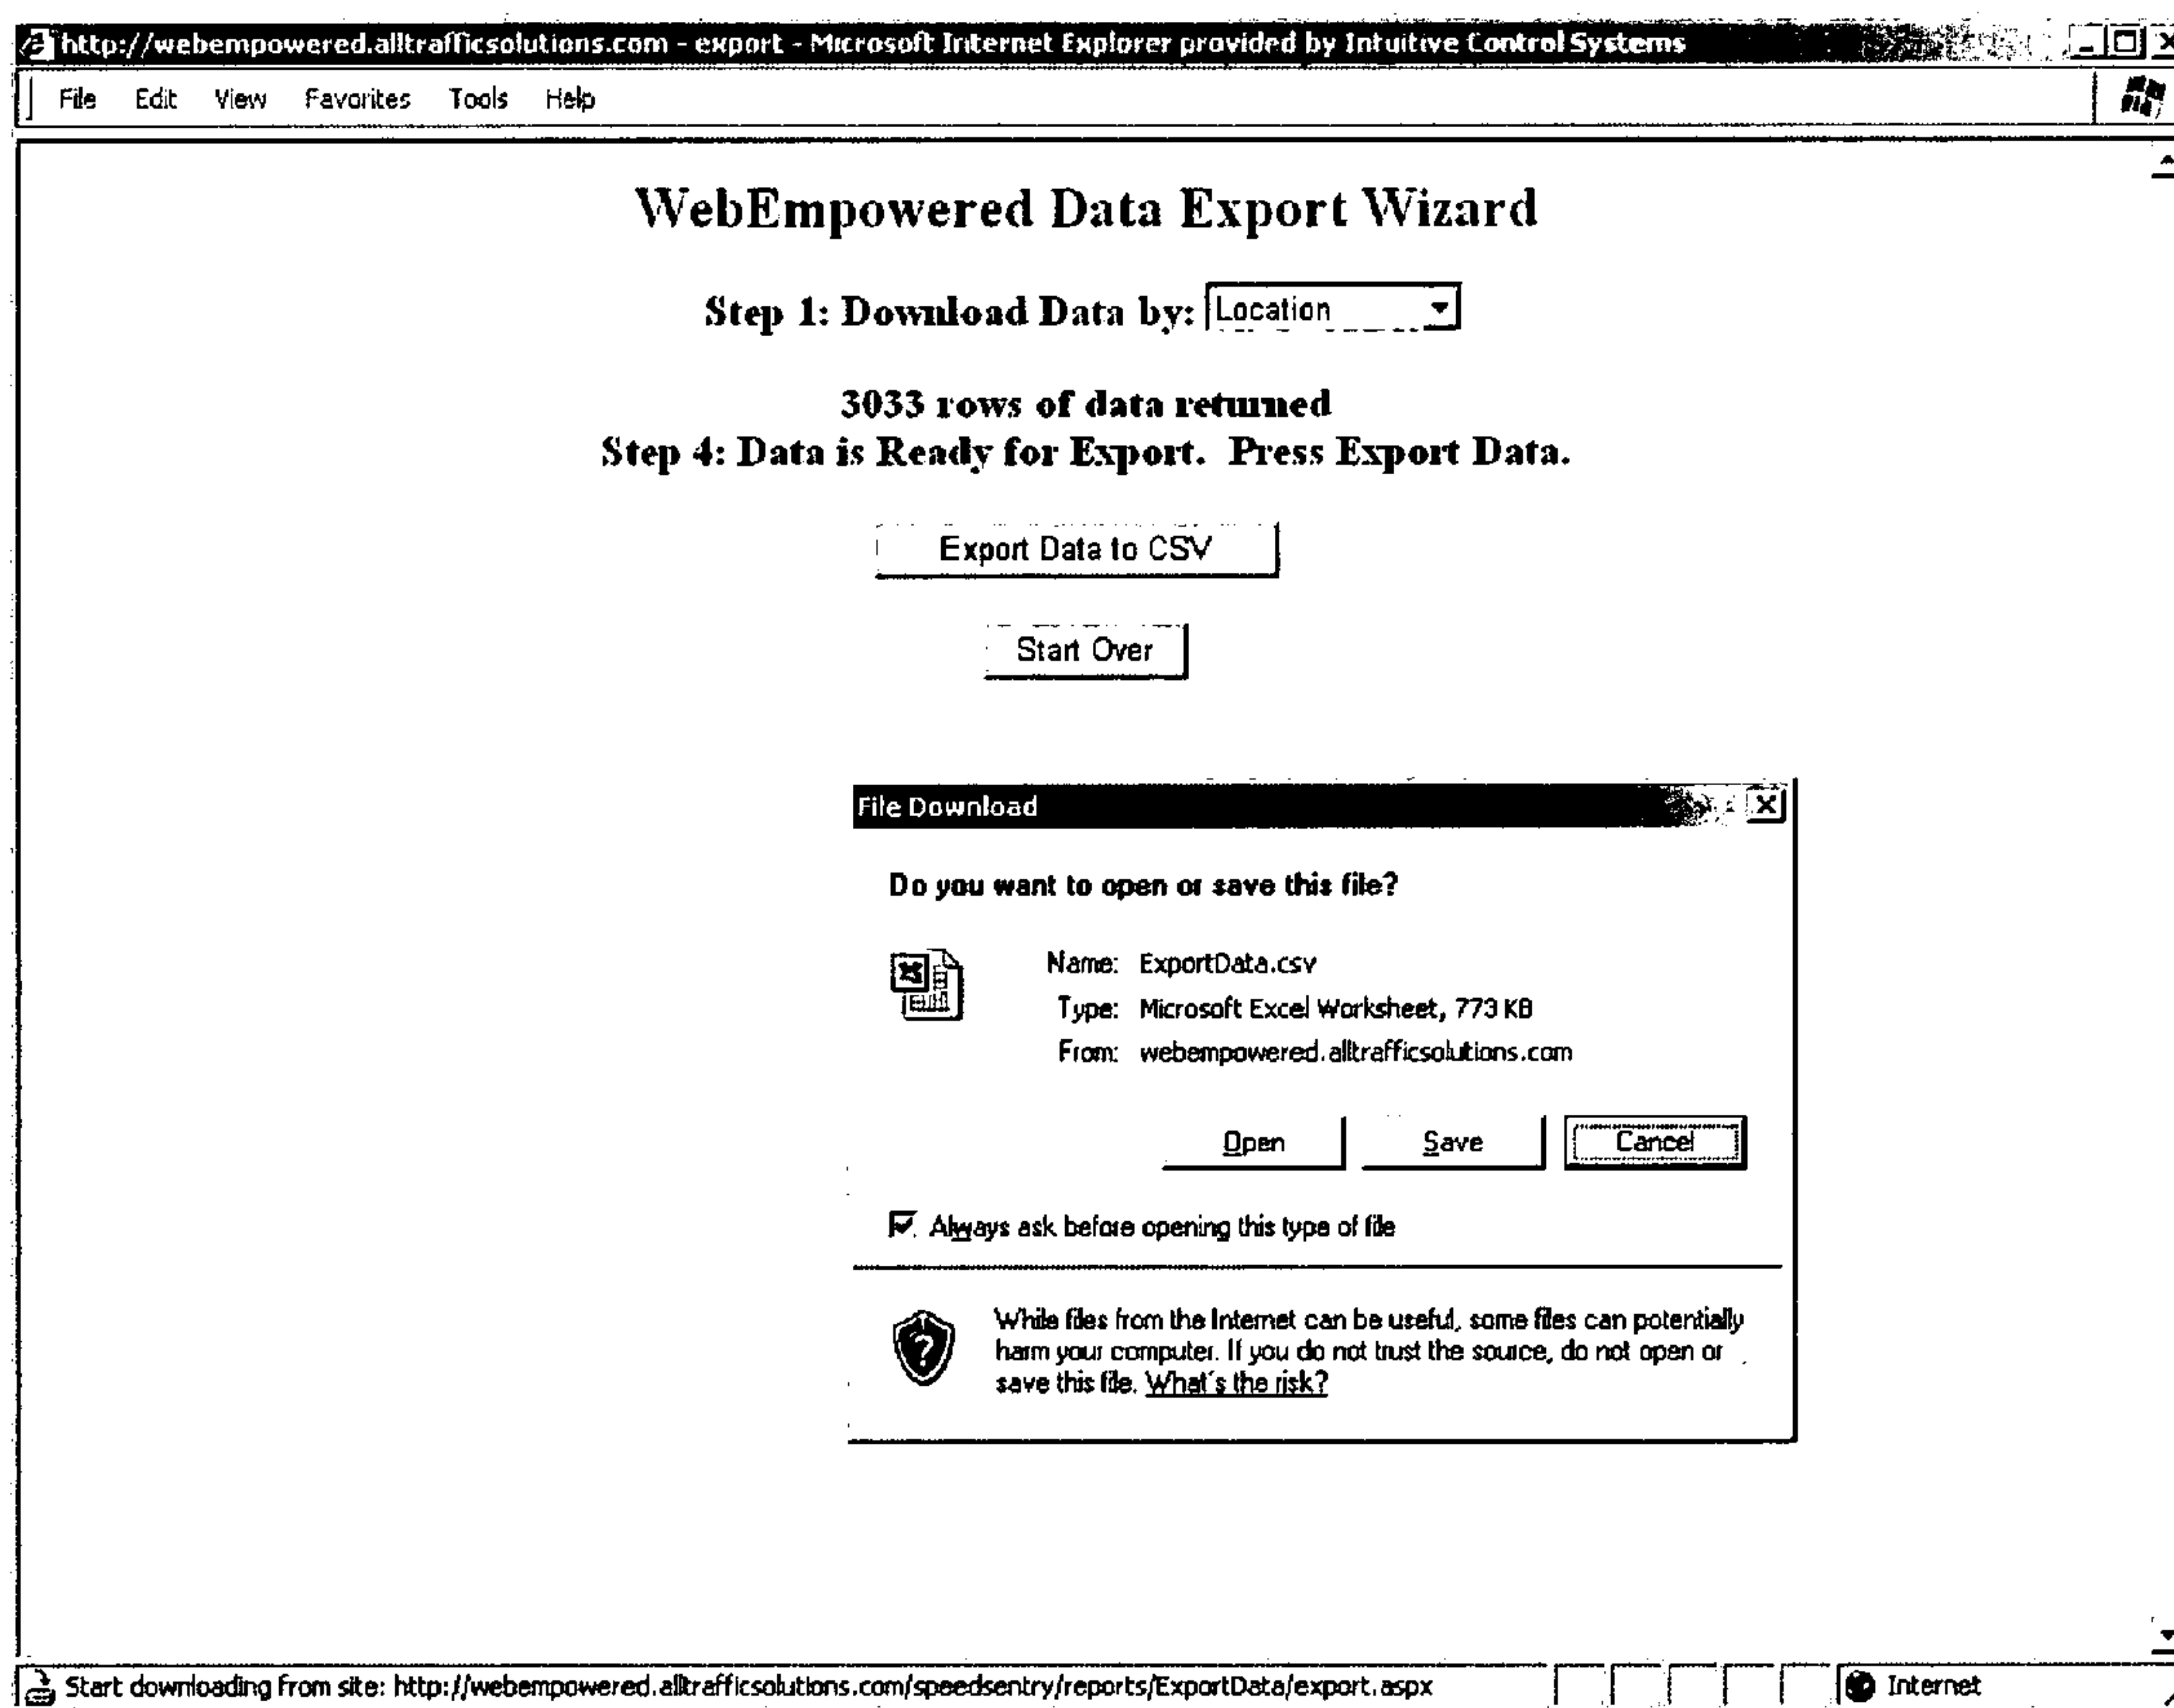 http://webempowered.alltrafficsolutions.com - export - Microsoft Internet Explorer provided by Intuitive Control Systems
File Edit View Favorites Tools Help
WebEmpowered Data Export Wizard
Step 1: Download Data by: Location
3033 rows of data returned
Step 4: Data is Ready for Export. Press Export Data.
Export Data to CSV
Start Over
File Download
Do you want to open or save this file?
Name: ExportData.csv
Type: Microsoft Excel Worksheet, 773 KB
From: webempowered.alltrafficsolutions.com
Open Save Cancel
Always ask before opening this type of file
While files from the Internet can be useful, some files can potentially
harm your computer. If you do not trust the source, do not open or
save this file. What's the risk?
Start downloading from site: http://webempowered.alltrafficsolutions.com/speedsentry/reports/ExportData/export.aspx Internet